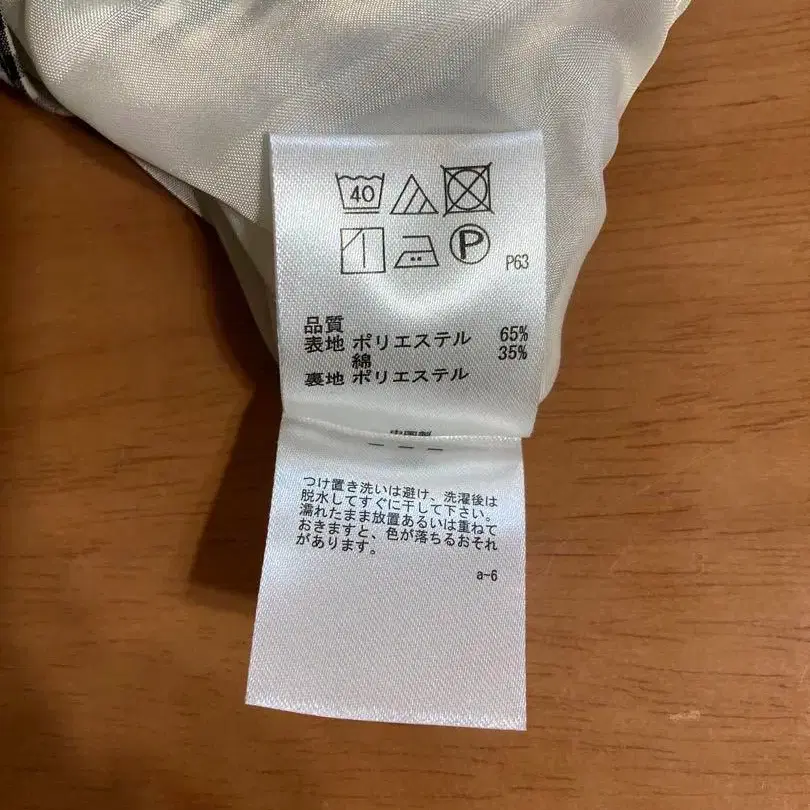 40
P
P63
品質
表地 ポリエステル 65%
綿 35%
裏地 ポリエステル
つけ置き洗いは避け、洗濯後は
脱水してすぐに干して下さい。
濡れたまま放置あるいは重ねて
おきますと、色が落ちるおそれ
があります。
a-6